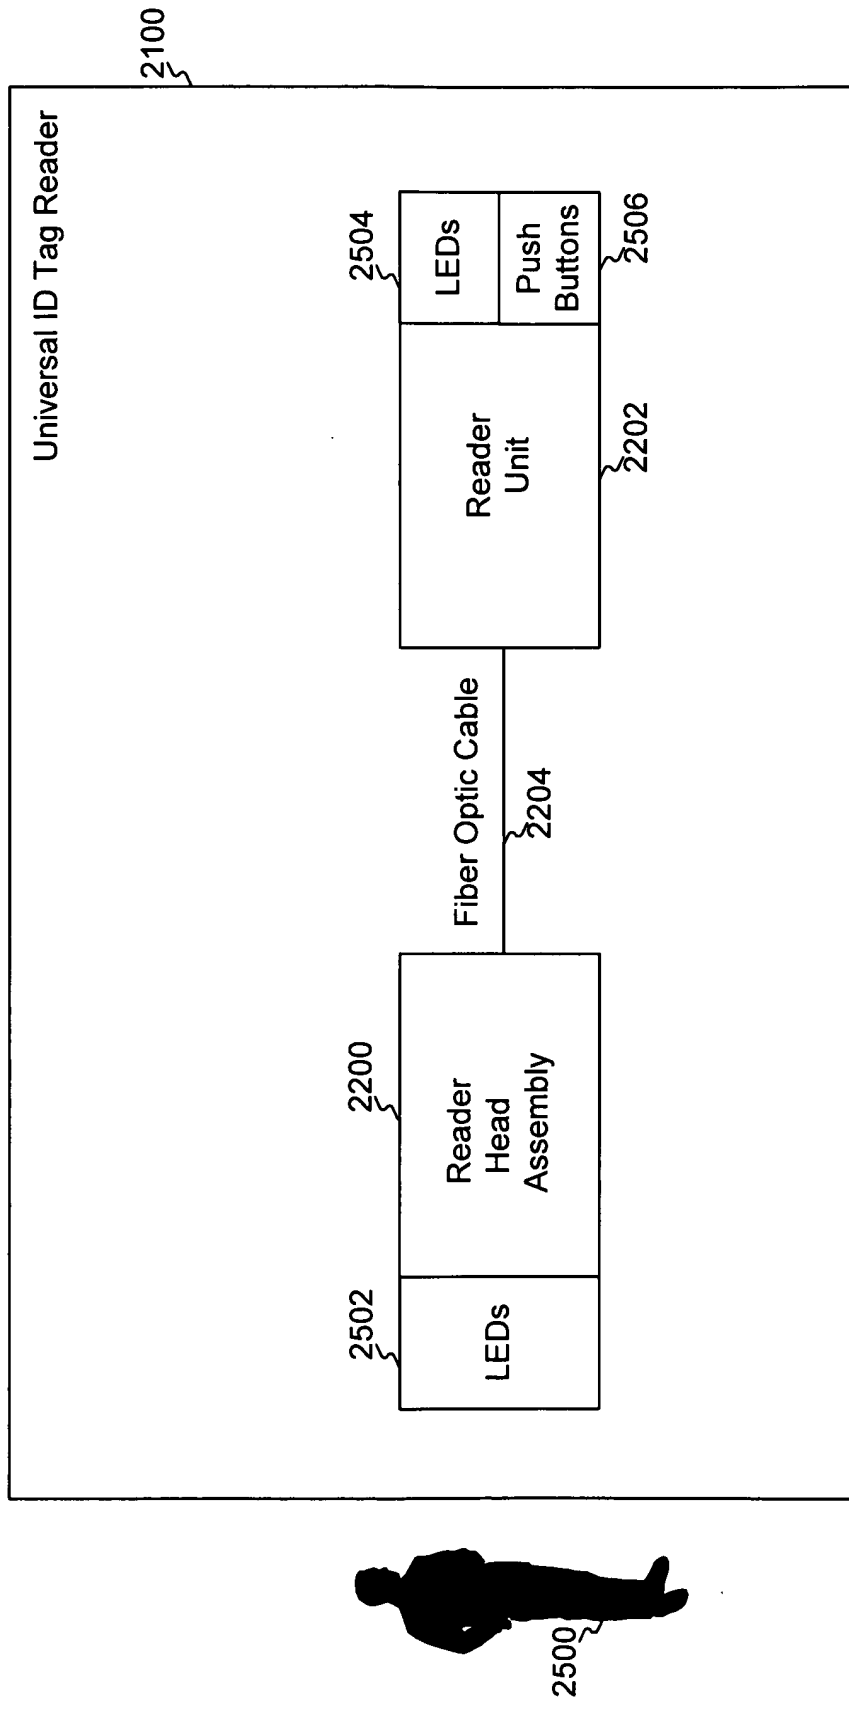 Universal ID Tag Reader
2100
2502
LEDs
2200
Reader
Head
Assembly
Fiber Optic Cable
2204
Reader
Unit
2202
2504
LEDs
Push
Buttons
2506
2500